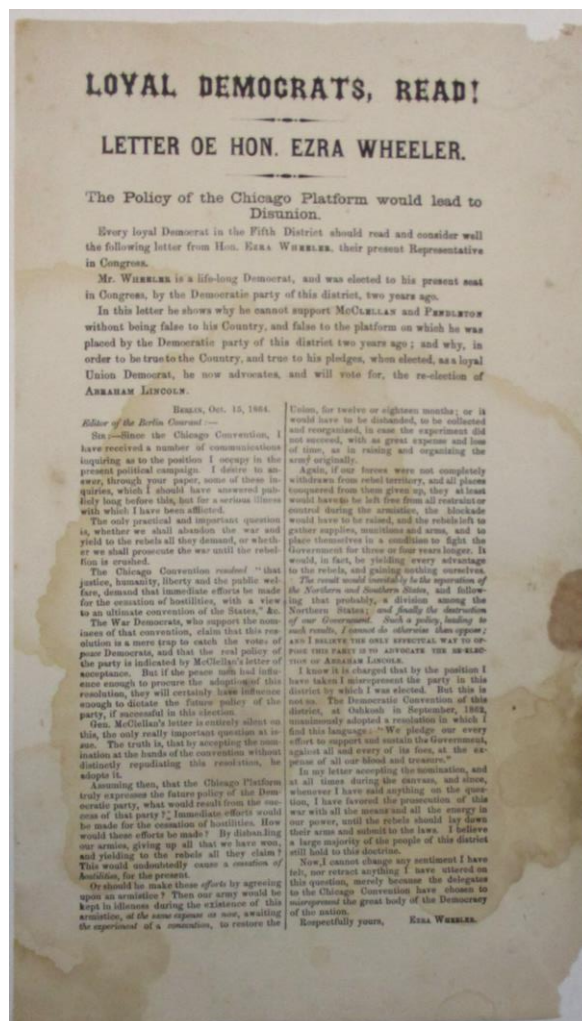 LOYAL DEMOCRATS, READ!
LETTER OE HON. EZRA WHEELER.
The Policy of the Chicago Platform would lead to
Disunion.
Every loyal Democrat in the Fifth District should read and consider well
the following letter from Hon. EZRA WHEELER, their present Representative
in Congress.
Mr. WHEELER is a life-long Democrat, and was elected to his present seat
in Congress, by the Democratic party of this district, two years ago.
In this letter he shows why he cannot support MCCLELLAN and PENDLETON
without being false to his Country, and false to the platform on which he was
placed by the Democratic party of this district two years ago; and why, in
order to be true to the Country, and true to his pledges, when elected, as a loyal
Union Democrat, he now advocates, and will vote for, the re-election of
ABRAHAM LINCOLN.
BERLIN, OCT. 15, 1864.
Editor of the Berlin Courant:—
SIR:—Since the Chicago Convention, I
have received a number of communications
inquiring as to the position I occupy in the
present political campaign. I desire to an-
swer, through your paper, some of these in-
quiries, which I should have answered pub-
licly long before this, but for a serious illness
with which I have been afflicted.
The only practical and important question
is, whether we shall abandon the war and
yield to the rebels all they demand, or wheth-
er we shall prosecute the war until the rebel-
lion is crushed.
The Chicago Convention resolved "that
justice, humanity, liberty and the public wel-
fare, demand that immediate efforts be made
for the cessation of hostilities, with a view
to an ultimate convention of the States," &c.
The War Democrats, who support the nom-
inees of that convention, claim that this res-
olution is a mere trap to catch the votes of
peace Democrats, and that the real policy of
the party is indicated by McClellan's letter of
acceptance. But if the peace men had influ-
ence enough to procure the adoption of this
resolution, they will certainly have influence
enough to dictate the future policy of the
party, if successful in this election.
Gen. McClellan's letter is entirely silent on
this, the only really important question at is-
sue. The truth is, that by accepting the nom-
ination at the hands of the convention without
distinctly repudiating this resolution, he
adopts it.
Assuming then, that the Chicago Platform
truly expresses the future policy of the Dem-
ocratic party, what would result from the suc-
cess of that party? Immediate efforts would
be made for the cessation of hostilities. How
would these efforts be made? By disbanding
our armies, giving up all that we have won,
and yielding to the rebels all they claim?
This would undoubtedly cause a cessation of
hostilities, for the present.
Or should he make these efforts by agreeing
upon an armistice? Then our army would be
kept in idleness during the existence of this
armistice, at the same expense as now, awaiting
the experiment of a convention, to restore the
Union, for twelve or eighteen months; or it
would have to be disbanded, to be collected
and reorganized, in case the experiment did
not succeed, with as great expense and loss
of time, as in raising and organizing the
army originally.
Again, if our forces were not completely
withdrawn from rebel territory, and all places
conquered from them given up, they at least
would have to be left free from all restraint or
control during the armistice, the blockade
would have to be raised, and the rebels left to
gather supplies, munitions and arms, and to
place themselves in a condition to fight the
Government for three or four years longer. It
would, in fact, be yielding every advantage
to the rebels, and gaining nothing ourselves.
The result would inevitably be the separation of
the Northern and Southern States, and follow-
ing that probably, a division among the
Northern States; and finally the destruction
of our Government. Such a policy, leading to
such results, I cannot do otherwise than oppose;
AND I BELIEVE THE ONLY EFFECTUAL WAY TO OP-
POSE THIS PARTY IS TO ADVOCATE THE RE-ELEC-
TION OF ABRAHAM LINCOLN.
I know it is charged that by the position I
have taken I misrepresent the party in this
district by which I was elected. But this is
not so. The Democratic Convention of this
district, at Oshkosh in September, 1862,
unanimously adopted a resolution in which I
find this language: "We pledge our every
effort to support and sustain the Government,
against all and every of its foes, at the ex-
pense of all our blood and treasure."
In my letter accepting the nomination, and
at all times during the canvass, and since,
whenever I have said anything on the ques-
tion, I have favored the prosecution of this
war with all the means and all the energy in
our power, until the rebels should lay down
their arms and submit to the laws. I believe
a large majority of the people of this district
still hold to this doctrine.
Now, I cannot change any sentiment I have
felt, nor retract anything I have uttered on
this question, merely because the delegates
to the Chicago Convention have chosen to
misrepresent the great body of the Democracy
of the nation.
Respectfully yours, EZRA WHEELER.